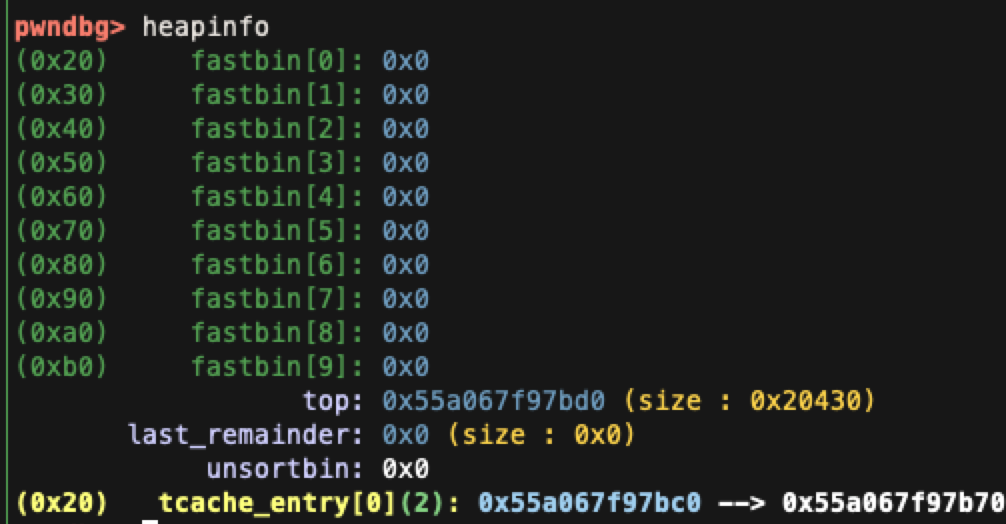 pwndbg> heapinfo
(0x20)     fastbin[0]: 0x0
(0x30)     fastbin[1]: 0x0
(0x40)     fastbin[2]: 0x0
(0x50)     fastbin[3]: 0x0
(0x60)     fastbin[4]: 0x0
(0x70)     fastbin[5]: 0x0
(0x80)     fastbin[6]: 0x0
(0x90)     fastbin[7]: 0x0
(0xa0)     fastbin[8]: 0x0
(0xb0)     fastbin[9]: 0x0
top: 0x55a067f97bd0 (size : 0x20430)
last_remainder: 0x0 (size : 0x0)
unsortbin: 0x0
(0x20)   tcache_entry[0](2): 0x55a067f97bc0 --> 0x55a067f97b70